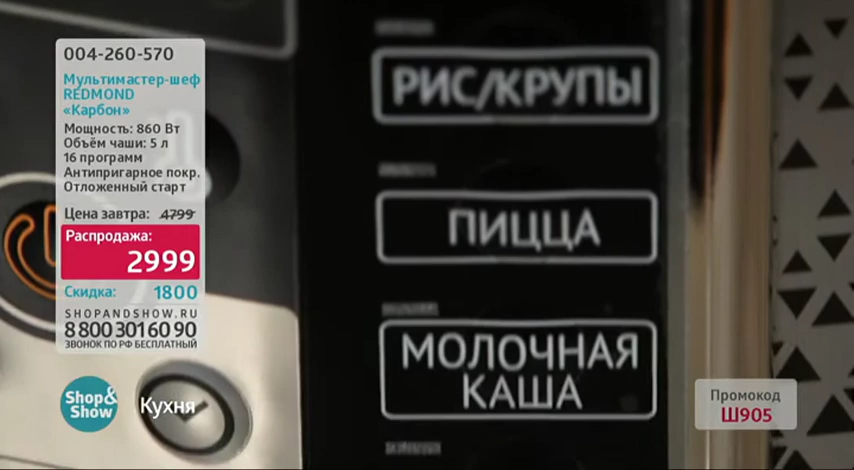 004-260-570
Мультимастер-шеф
REDMOND
«Карбон»
Мощность: 860 Вт
Объём чаши: 5 л
16 программ
Антипригарное покр.
Отложенный старт
Цена завтра: 4799
Распродажа:
2999
Скидка: 1800
SHOPANDSHOW.RU
8 800 301 60 90
ЗВОНОК ПО РФ БЕСПЛАТНЫЙ
Shop&
Show
Кухня
РИС/КРУПЫ
ПИЦЦА
МОЛОЧНАЯ
КАША
Промокод
Ш905